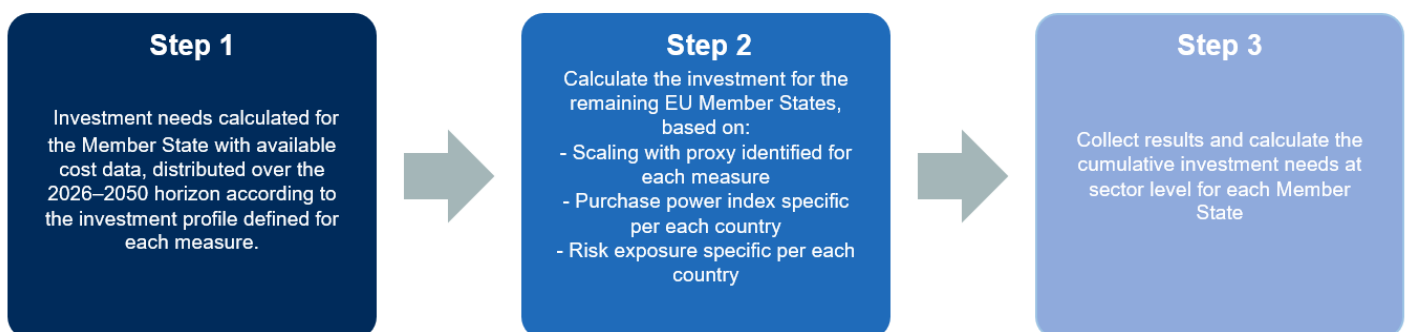 Step 1
Investment needs calculated for
the Member State with available
cost data, distributed over the
2026–2050 horizon according to
the investment profile defined for
each measure.
Step 2
Calculate the investment for the
remaining EU Member States,
based on:
- Scaling with proxy identified for
each measure
- Purchase power index specific
per each country
- Risk exposure specific per each
country
Step 3
Collect results and calculate the
cumulative investment needs at
sector level for each Member
State